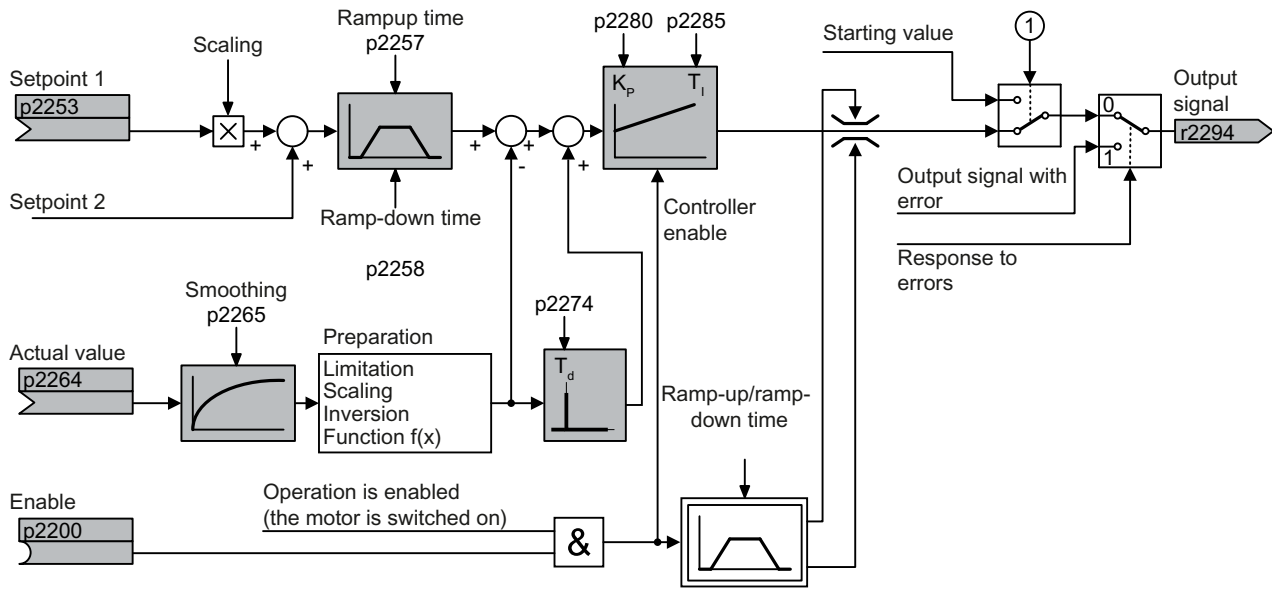 Rampup time
p2257
p2280
p2285
Scaling
Starting value
1
Setpoint 1
p2253
K_P
T_I
Output
signal
r2294
0
1
+
+
+
-
+
+
Setpoint 2
Ramp-down time
p2258
Controller
enable
Output signal with
error
Response to
errors
Smoothing
p2265
p2274
Actual value
p2264
Preparation
Limitation
Scaling
Inversion
Function f(x)
T_d
Ramp-up/ramp-
down time
Enable
p2200
Operation is enabled
(the motor is switched on)
&